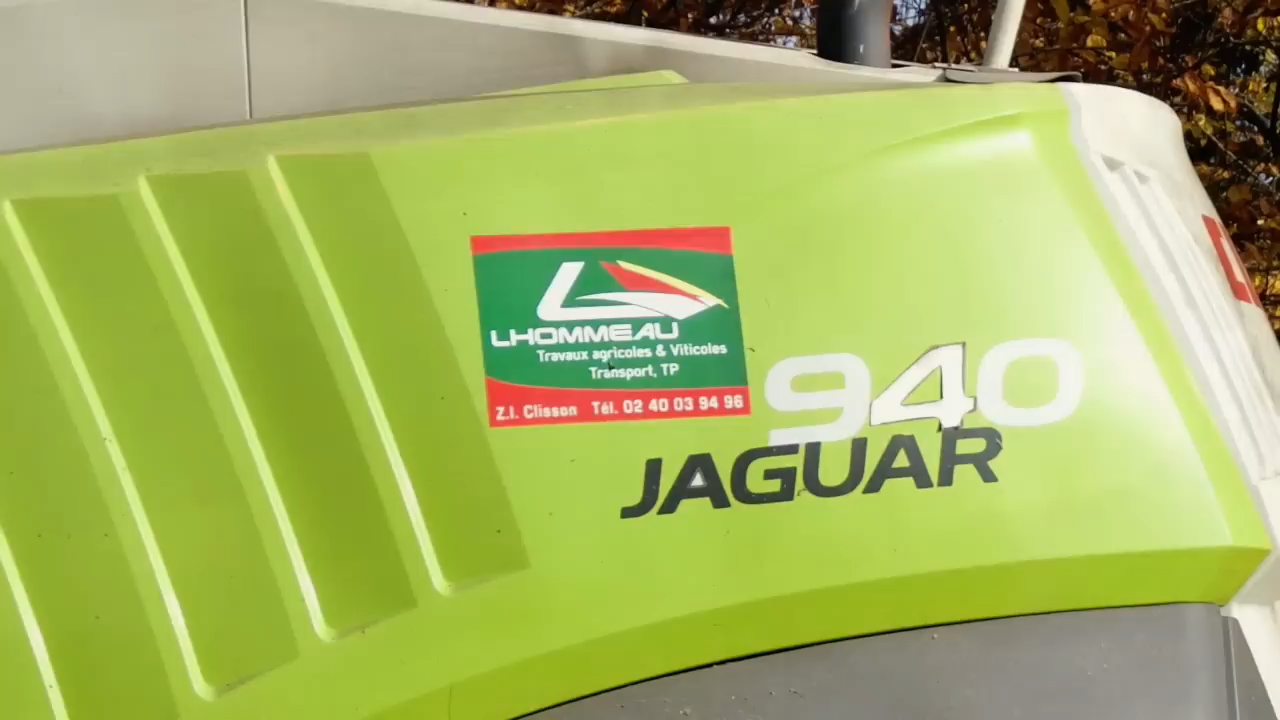 LHOMMEAU
Travaux agricoles & Viticoles
Transport, TP
Z.I. Clisson Tél. 02 40 03 94 96
940
JAGUAR